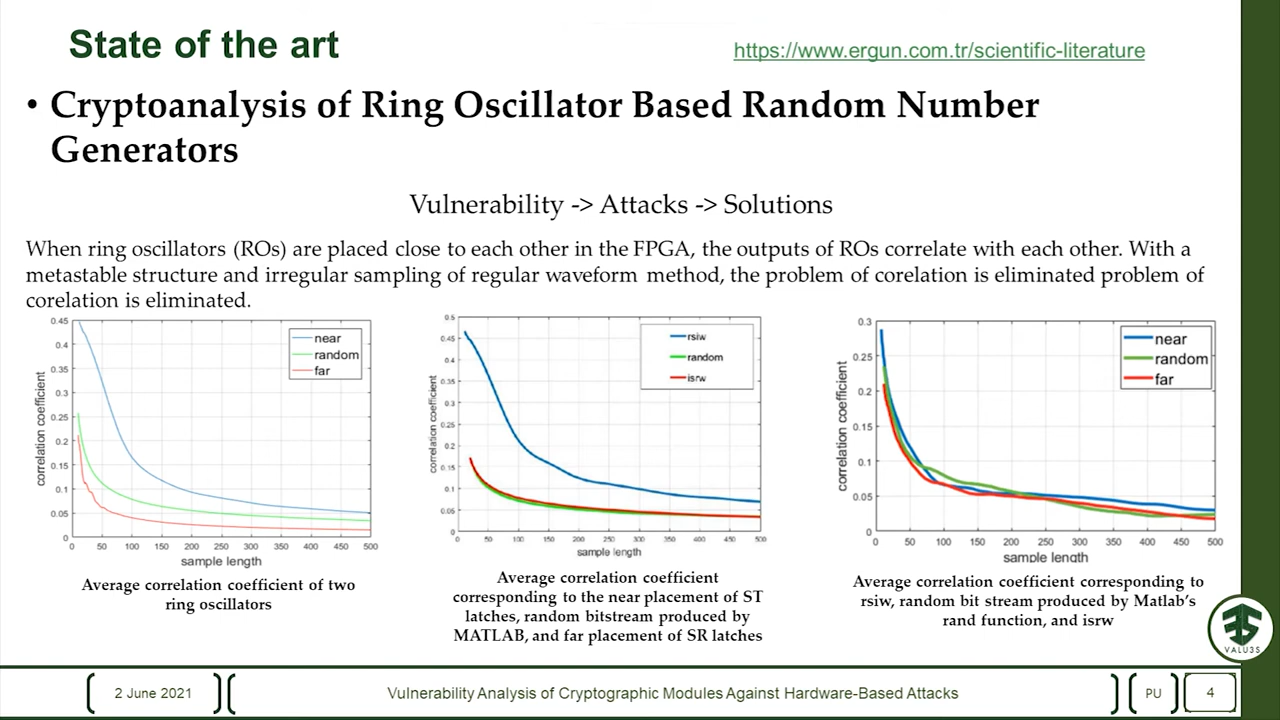 State of the art
https://www.ergun.com.tr/scientific-literature
• Cryptoanalysis of Ring Oscillator Based Random Number
Generators
Vulnerability -> Attacks -> Solutions
When ring oscillators (ROs) are placed close to each other in the FPGA, the outputs of ROs correlate with each other. With a
metastable structure and irregular sampling of regular waveform method, the problem of corelation is eliminated problem of
corelation is eliminated.
0.45
0.4
0.35
0.3
0.25
0.2
0.15
0.1
0.05
0
correlation coefficient
near
random
far
0 50 100 150 200 250 300 350 400 450 500
sample length
Average correlation coefficient of two
ring oscillators
0.5
0.45
0.4
0.35
0.3
0.25
0.2
0.15
0.1
0.05
0
correlation coefficient
rsiw
random
isrw
0 50 100 150 200 250 300 350 400 450 500
sample length
Average correlation coefficient
corresponding to the near placement of ST
latches, random bitstream produced by
MATLAB, and far placement of SR latches
0.3
0.25
0.2
0.15
0.1
0.05
0
correlation coefficient
near
random
far
0 50 100 150 200 250 300 350 400 450 500
sample length
Average correlation coefficient corresponding to
rsiw, random bit stream produced by Matlab's
rand function, and isrw
VALU3S
2 June 2021
Vulnerability Analysis of Cryptographic Modules Against Hardware-Based Attacks
PU
4